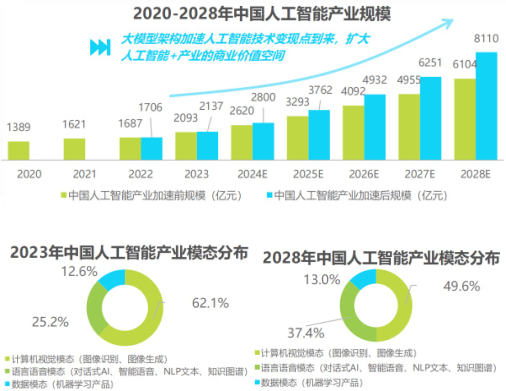 2020-2028年中国人工智能产业规模
大模型架构加速人工智能技术变现点到来，扩大
人工智能+产业的商业价值空间
1389
1621
1687
1706
2093
2137
2620
2800
3293
3762
4092
4932
4955
6251
6104
8110
2020
2021
2022
2023
2024E
2025E
2026E
2027E
2028E
中国人工智能产业加速前规模（亿元）
中国人工智能产业加速后规模（亿元）
2023年中国人工智能产业模态分布
12.6%
62.1%
25.2%
计算机视觉模态（图像识别、图像生成）
语言语音模态（对话式AI、智能语音、NLP文本、知识图谱）
数据模态（机器学习产品）
2028年中国人工智能产业模态分布
13.0%
49.6%
37.4%
计算机视觉模态（图像识别、图像生成）
语言语音模态（对话式AI、智能语音、NLP文本、知识图谱）
数据模态（机器学习产品）